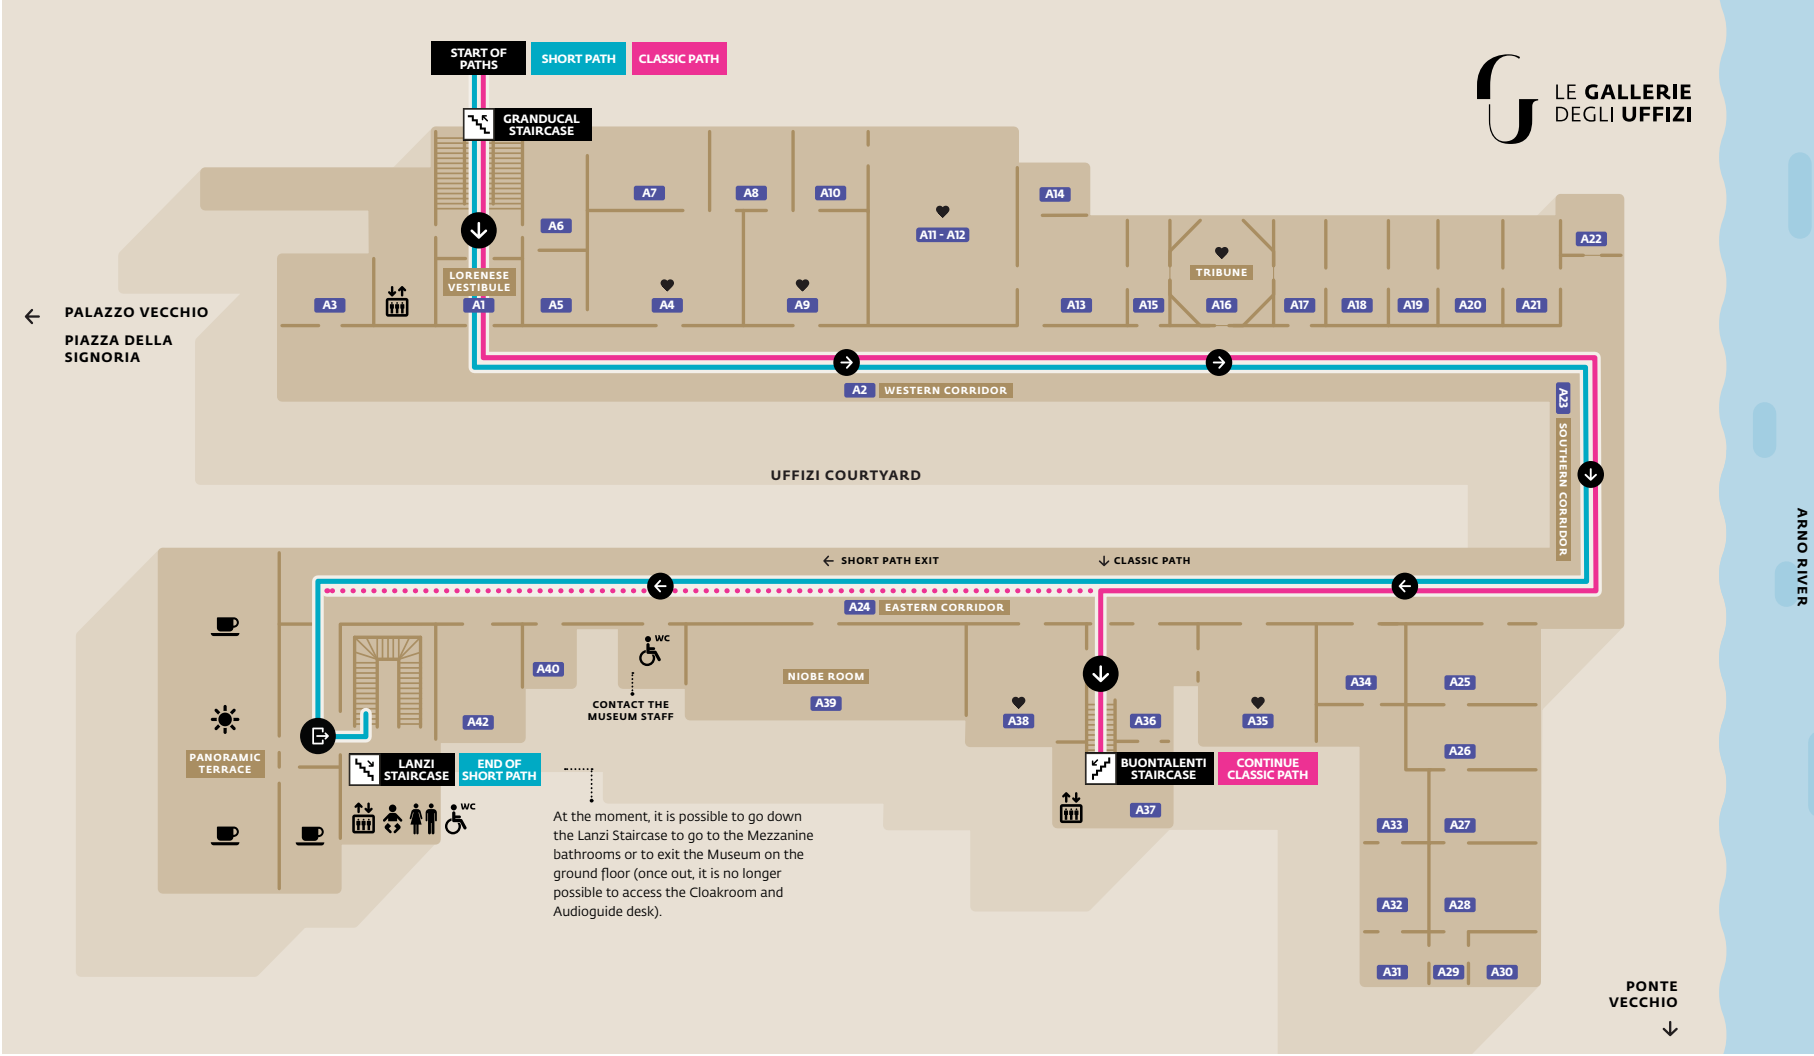 START OF
PATHS
SHORT PATH
CLASSIC PATH
GRANDUCAL
STAIRCASE
LE GALLERIE
DEGLI UFFIZI
A7
A8
A10
A14
A6
A11 - A12
A22
LORENESE
VESTIBULE
TRIBUNE
A3
A1
A5
A4
A9
A13
A15
A16
A17
A18
A19
A20
A21
PALAZZO VECCHIO
PIAZZA DELLA
SIGNORIA
A2
WESTERN CORRIDOR
A23
SOUTHERN CORRIDOR
UFFIZI COURTYARD
ARNO RIVER
SHORT PATH EXIT
CLASSIC PATH
A24
EASTERN CORRIDOR
WC
A40
NIOBE ROOM
A39
CONTACT THE
MUSEUM STAFF
A42
A38
A36
A35
A34
A25
A26
PANORAMIC
TERRACE
LANZI
STAIRCASE
END OF
SHORT PATH
BUONTALENTI
STAIRCASE
CONTINUE
CLASSIC PATH
WC
A37
A33
A27
At the moment, it is possible to go down
the Lanzi Staircase to go to the Mezzanine
bathrooms or to exit the Museum on the
ground floor (once out, it is no longer
possible to access the Cloakroom and
Audioguide desk).
A32
A28
A31
A29
A30
PONTE
VECCHIO